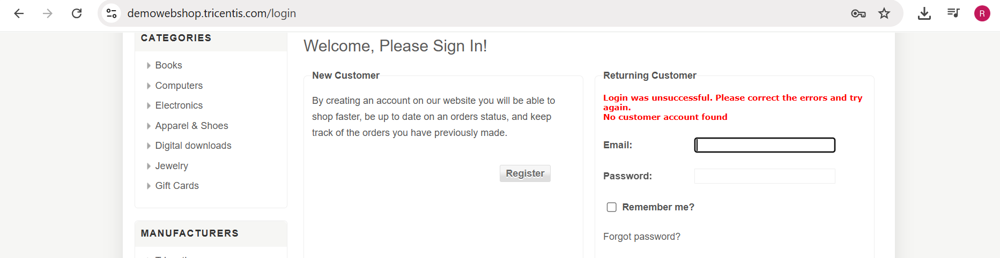 demowebshop.tricentis.com/login
R
CATEGORIES
Books
Computers
Electronics
Apparel & Shoes
Digital downloads
Jewelry
Gift Cards
MANUFACTURERS
Welcome, Please Sign In!
New Customer
By creating an account on our website you will be able to
shop faster, be up to date on an orders status, and keep
track of the orders you have previously made.
Register
Returning Customer
Login was unsuccessful. Please correct the errors and try
again.
No customer account found
Email:
Password:
Remember me?
Forgot password?